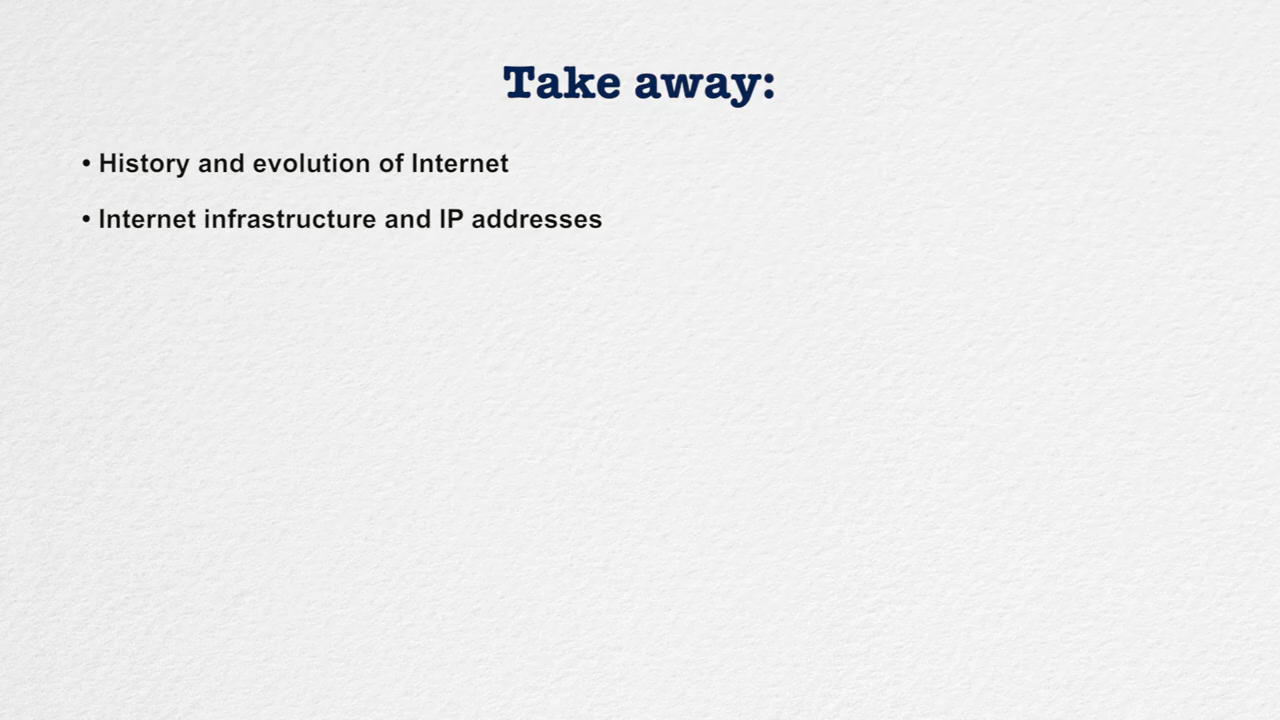 Take away:
• History and evolution of Internet
• Internet infrastructure and IP addresses